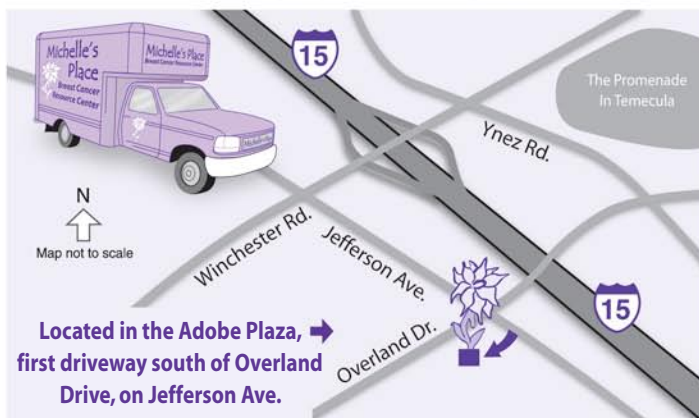 Michelle's
Place
Breast Cancer
Resource Center
Michelle's Place
Breast Cancer Resource Center
Michelle's
15
The Promenade
In Temecula
Ynez Rd.
N
Map not to scale
Winchester Rd.
Jefferson Ave.
15
Overland Dr.
Located in the Adobe Plaza,
first driveway south of Overland
Drive, on Jefferson Ave.